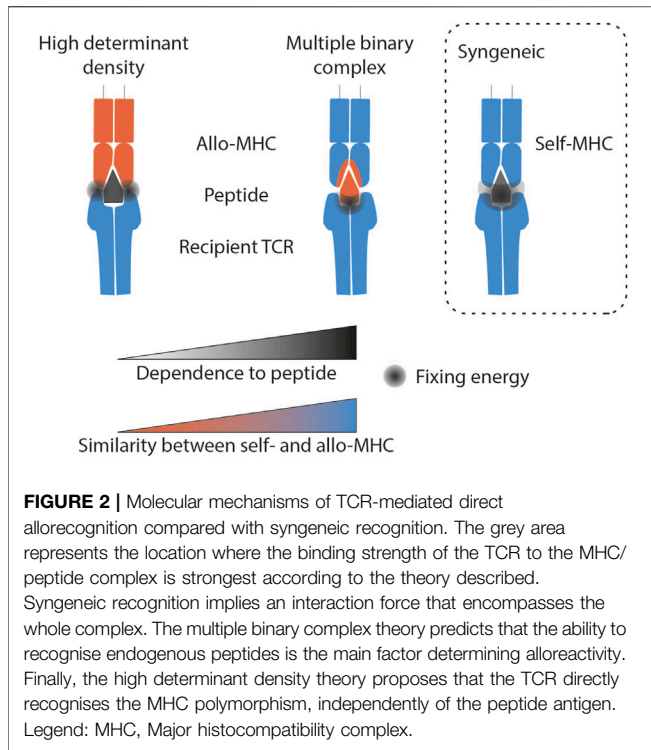 High determinant
density
Multiple binary
complex
Syngeneic
Allo-MHC
Self-MHC
Peptide
Recipient TCR
Dependence to peptide
Fixing energy
Similarity between self- and allo-MHC
FIGURE 2 | Molecular mechanisms of TCR-mediated direct
allorecognition compared with syngeneic recognition. The grey area
represents the location where the binding strength of the TCR to the MHC/
peptide complex is strongest according to the theory described.
Syngeneic recognition implies an interaction force that encompasses the
whole complex. The multiple binary complex theory predicts that the ability to
recognise endogenous peptides is the main factor determining alloreactivity.
Finally, the high determinant density theory proposes that the TCR directly
recognises the MHC polymorphism, independently of the peptide antigen.
Legend: MHC, Major histocompatibility complex.